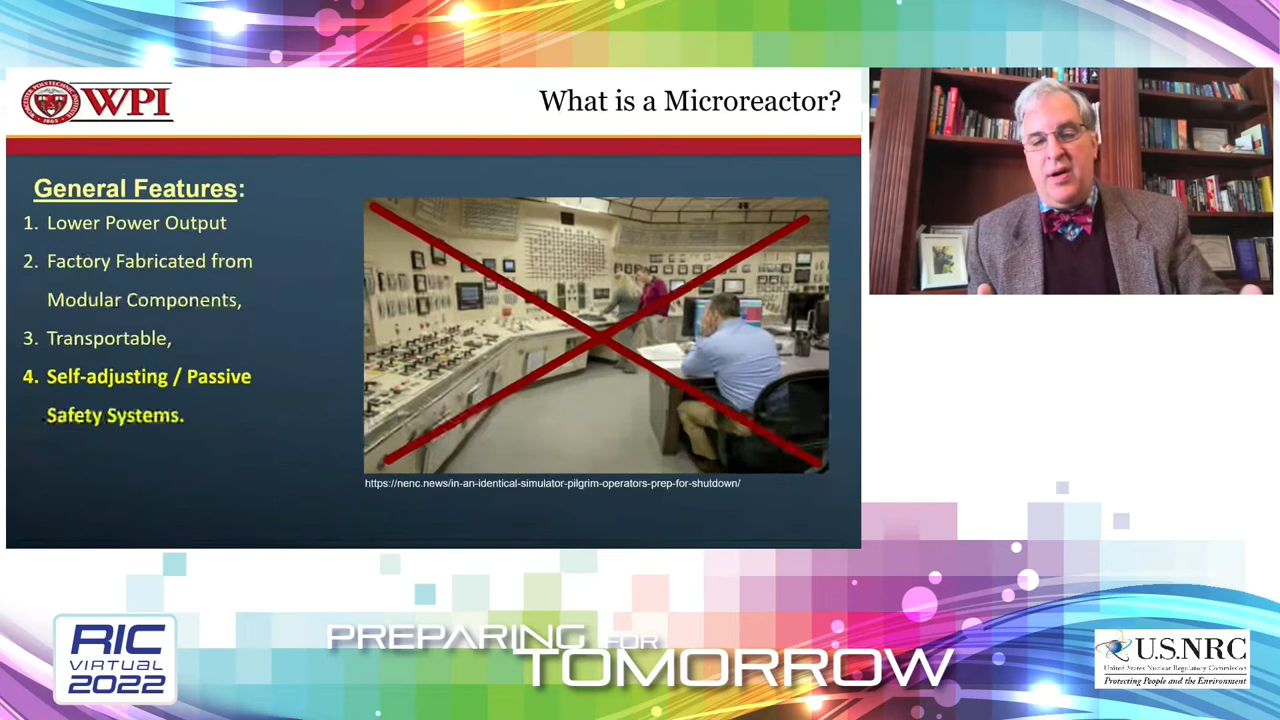 WPI
What is a Microreactor?
General Features:
1. Lower Power Output
2. Factory Fabricated from
Modular Components,
3. Transportable,
4. Self-adjusting / Passive
Safety Systems.
https://nenc.news/in-an-identical-simulator-pilgrim-operators-prep-for-shutdown/
RIC
VIRTUAL
2022
PREPARING FOR
TOMORROW
U.S.NRC
United States Nuclear Regulatory Commission
Protecting People and the Environment